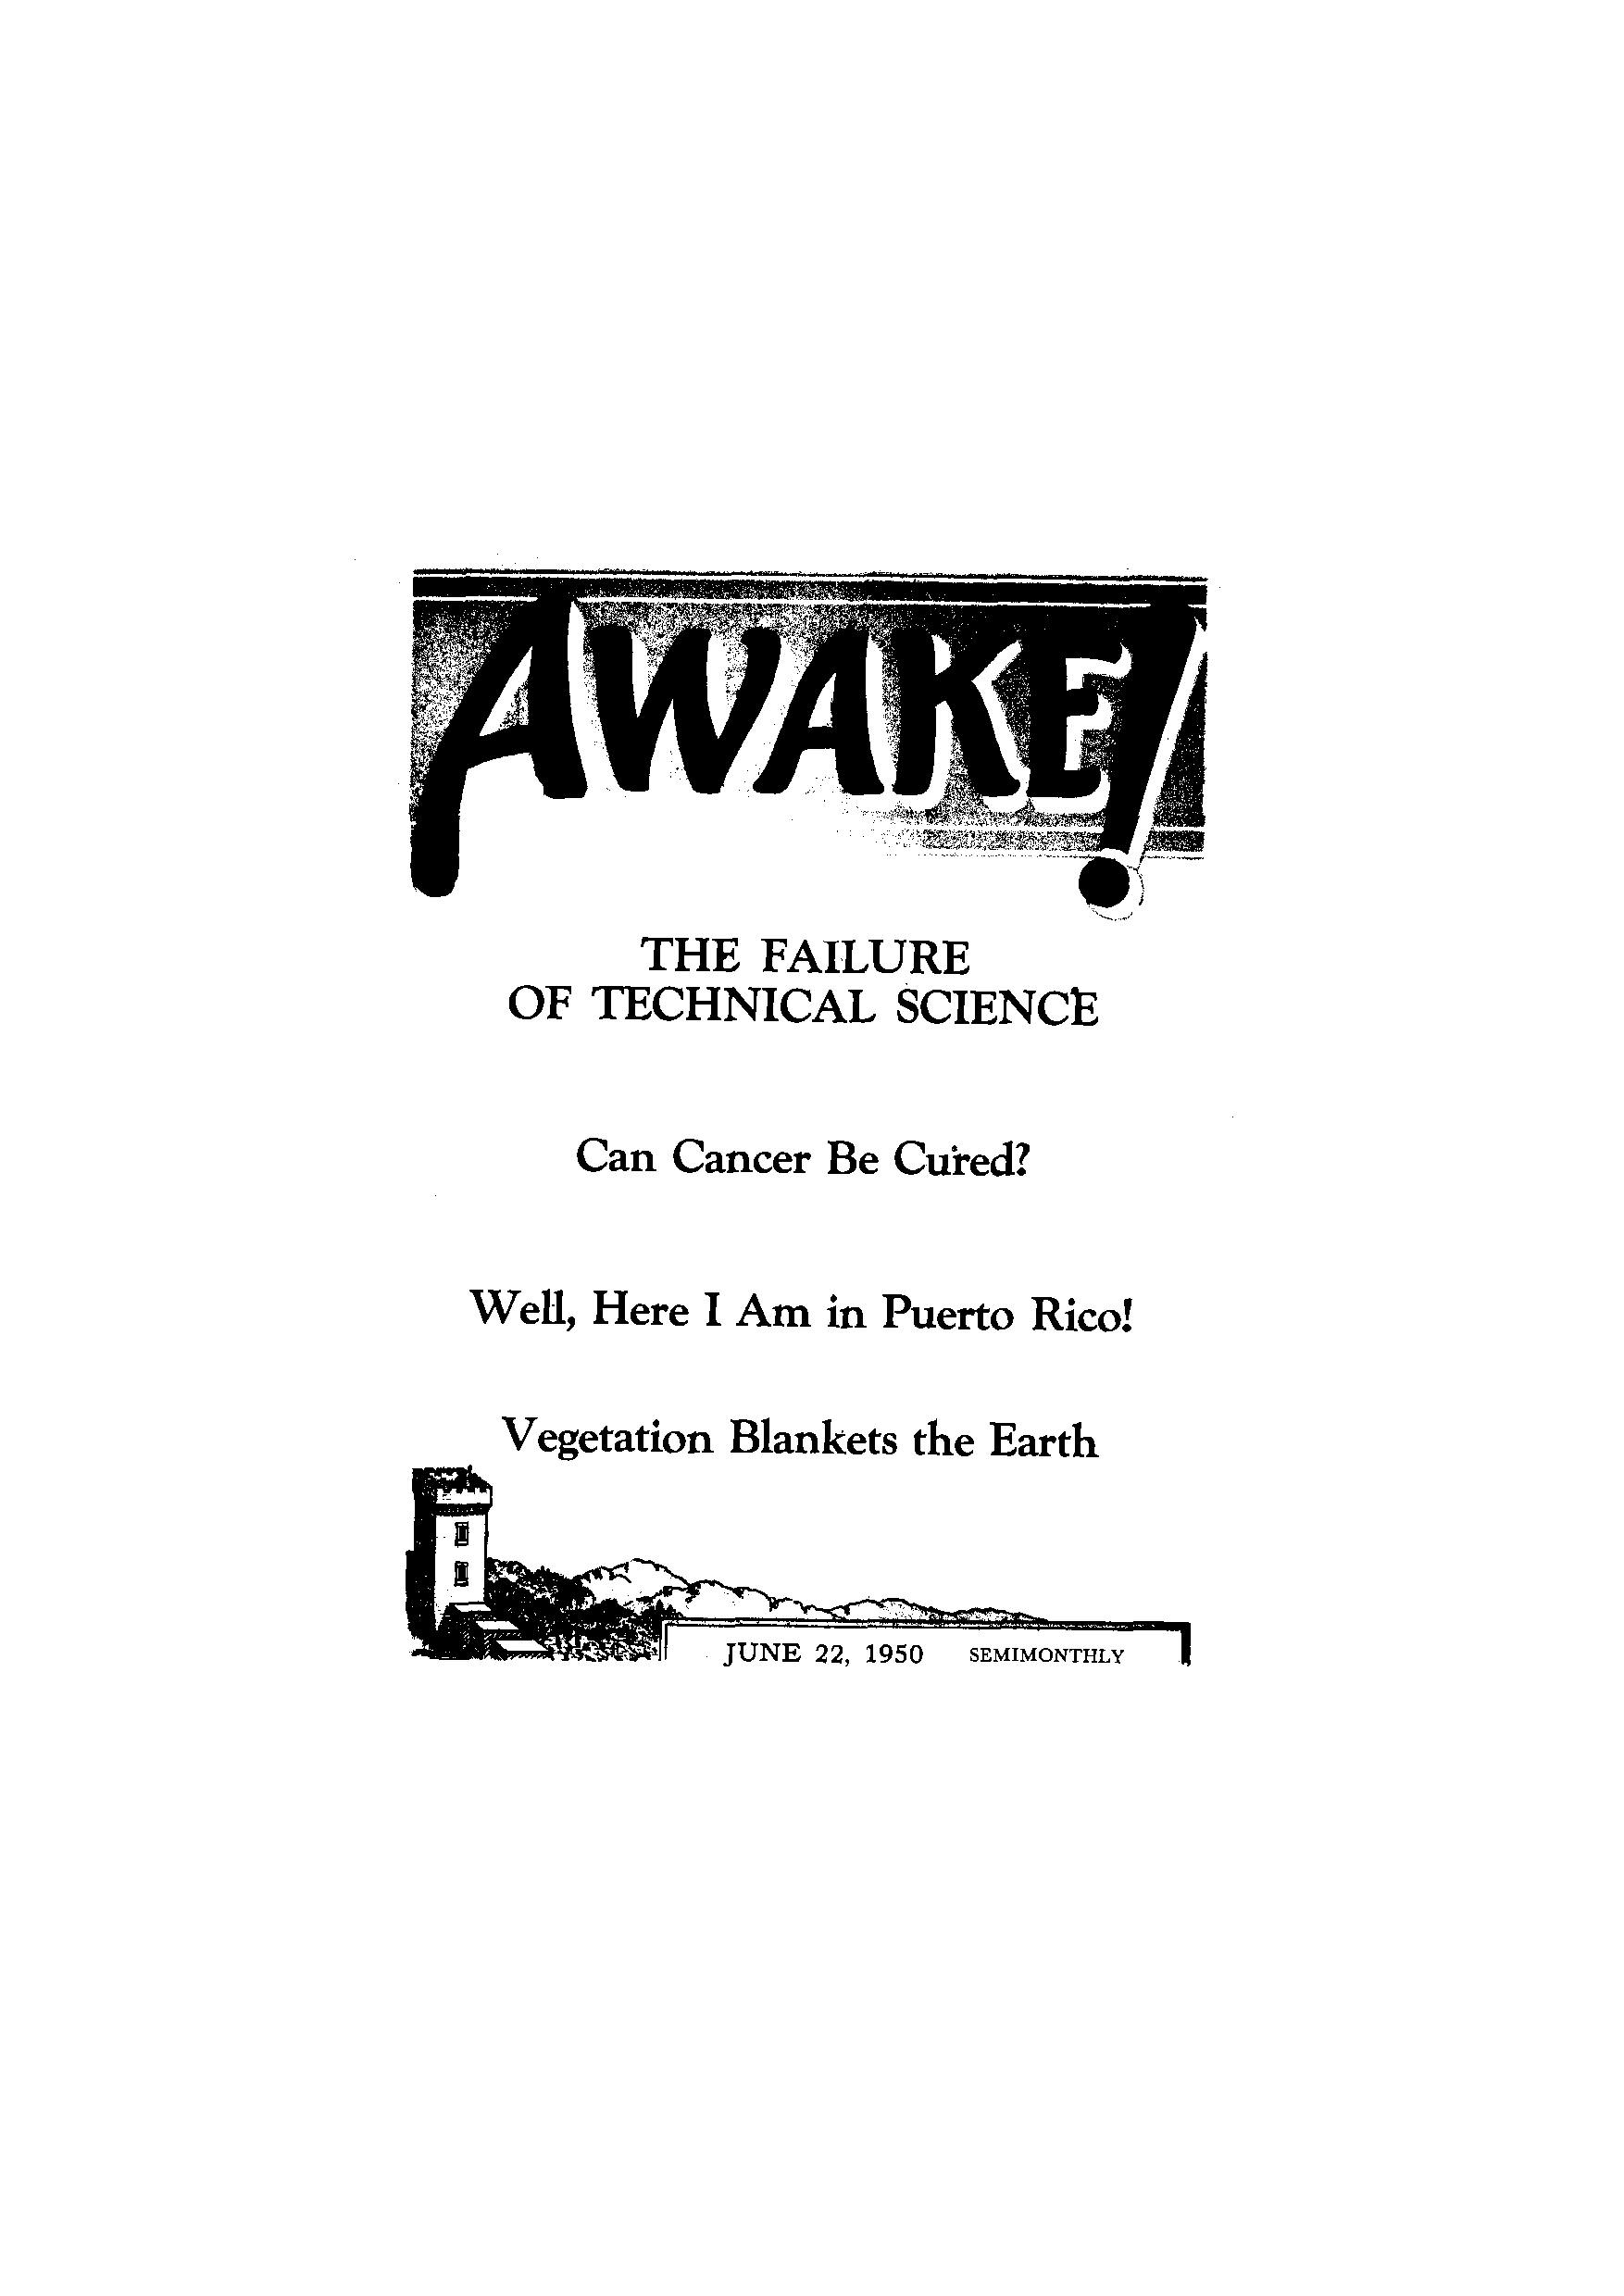 AWAKE!
THE FAILURE
OF TECHNICAL SCIENCE
Can Cancer Be Cured?
Well, Here I Am in Puerto Rico!
Vegetation Blankets the Earth
JUNE 22, 1950 SEMIMONTHLY